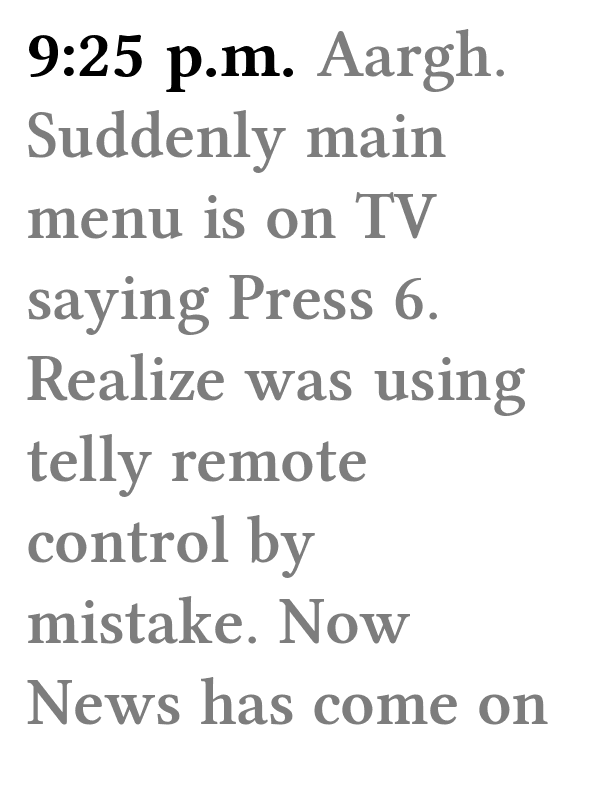 9:25 p.m. Aargh.
Suddenly main
menu is on TV
saying Press 6.
Realize was using
telly remote
control by
mistake. Now
News has come on